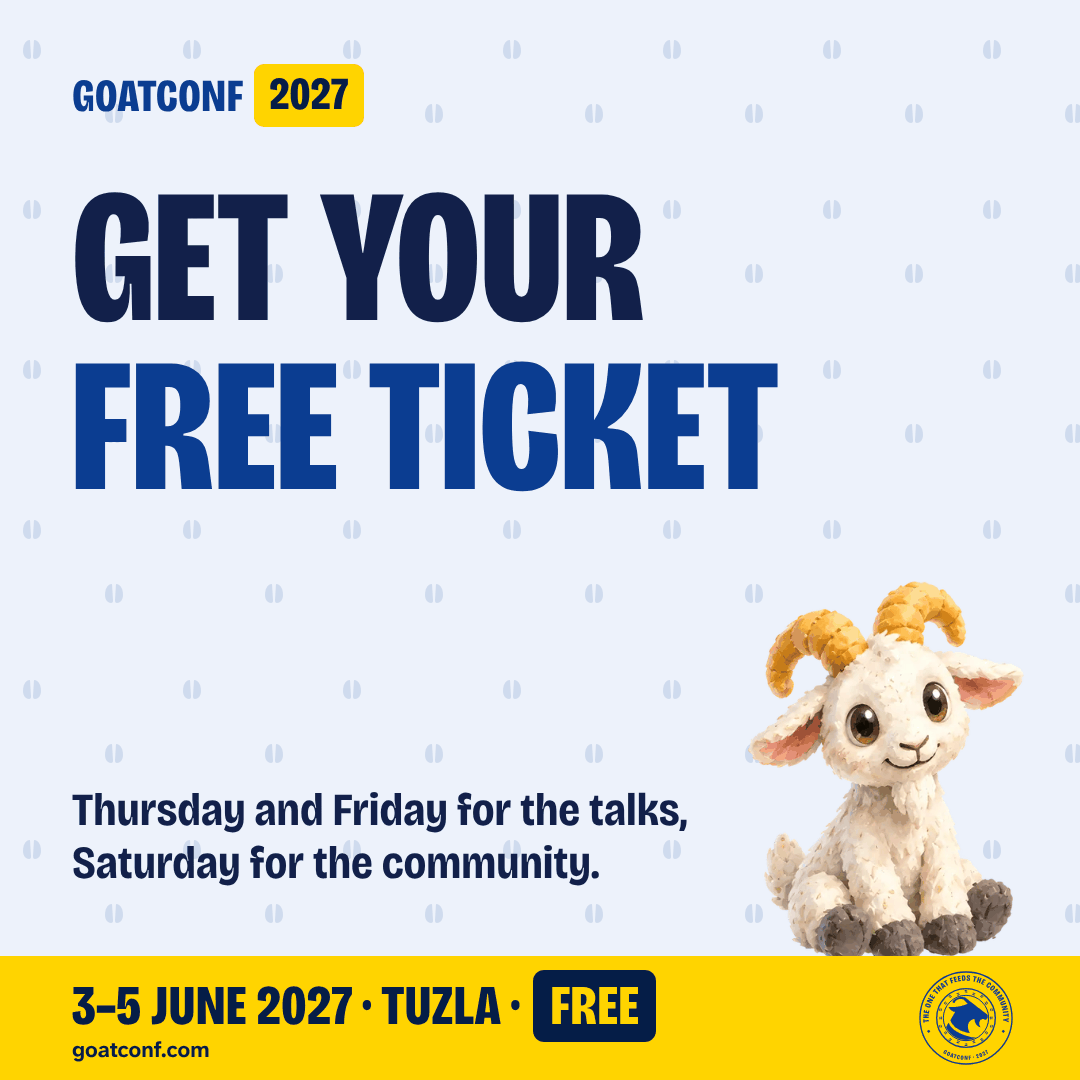 GOATCONF 2027
GET YOUR
FREE TICKET
Thursday and Friday for the talks,
Saturday for the community.
3–5 JUNE 2027 · TUZLA · FREE
goatconf.com
THE ONE THAT FEEDS THE COMMUNITY
GOATCONF · 2027